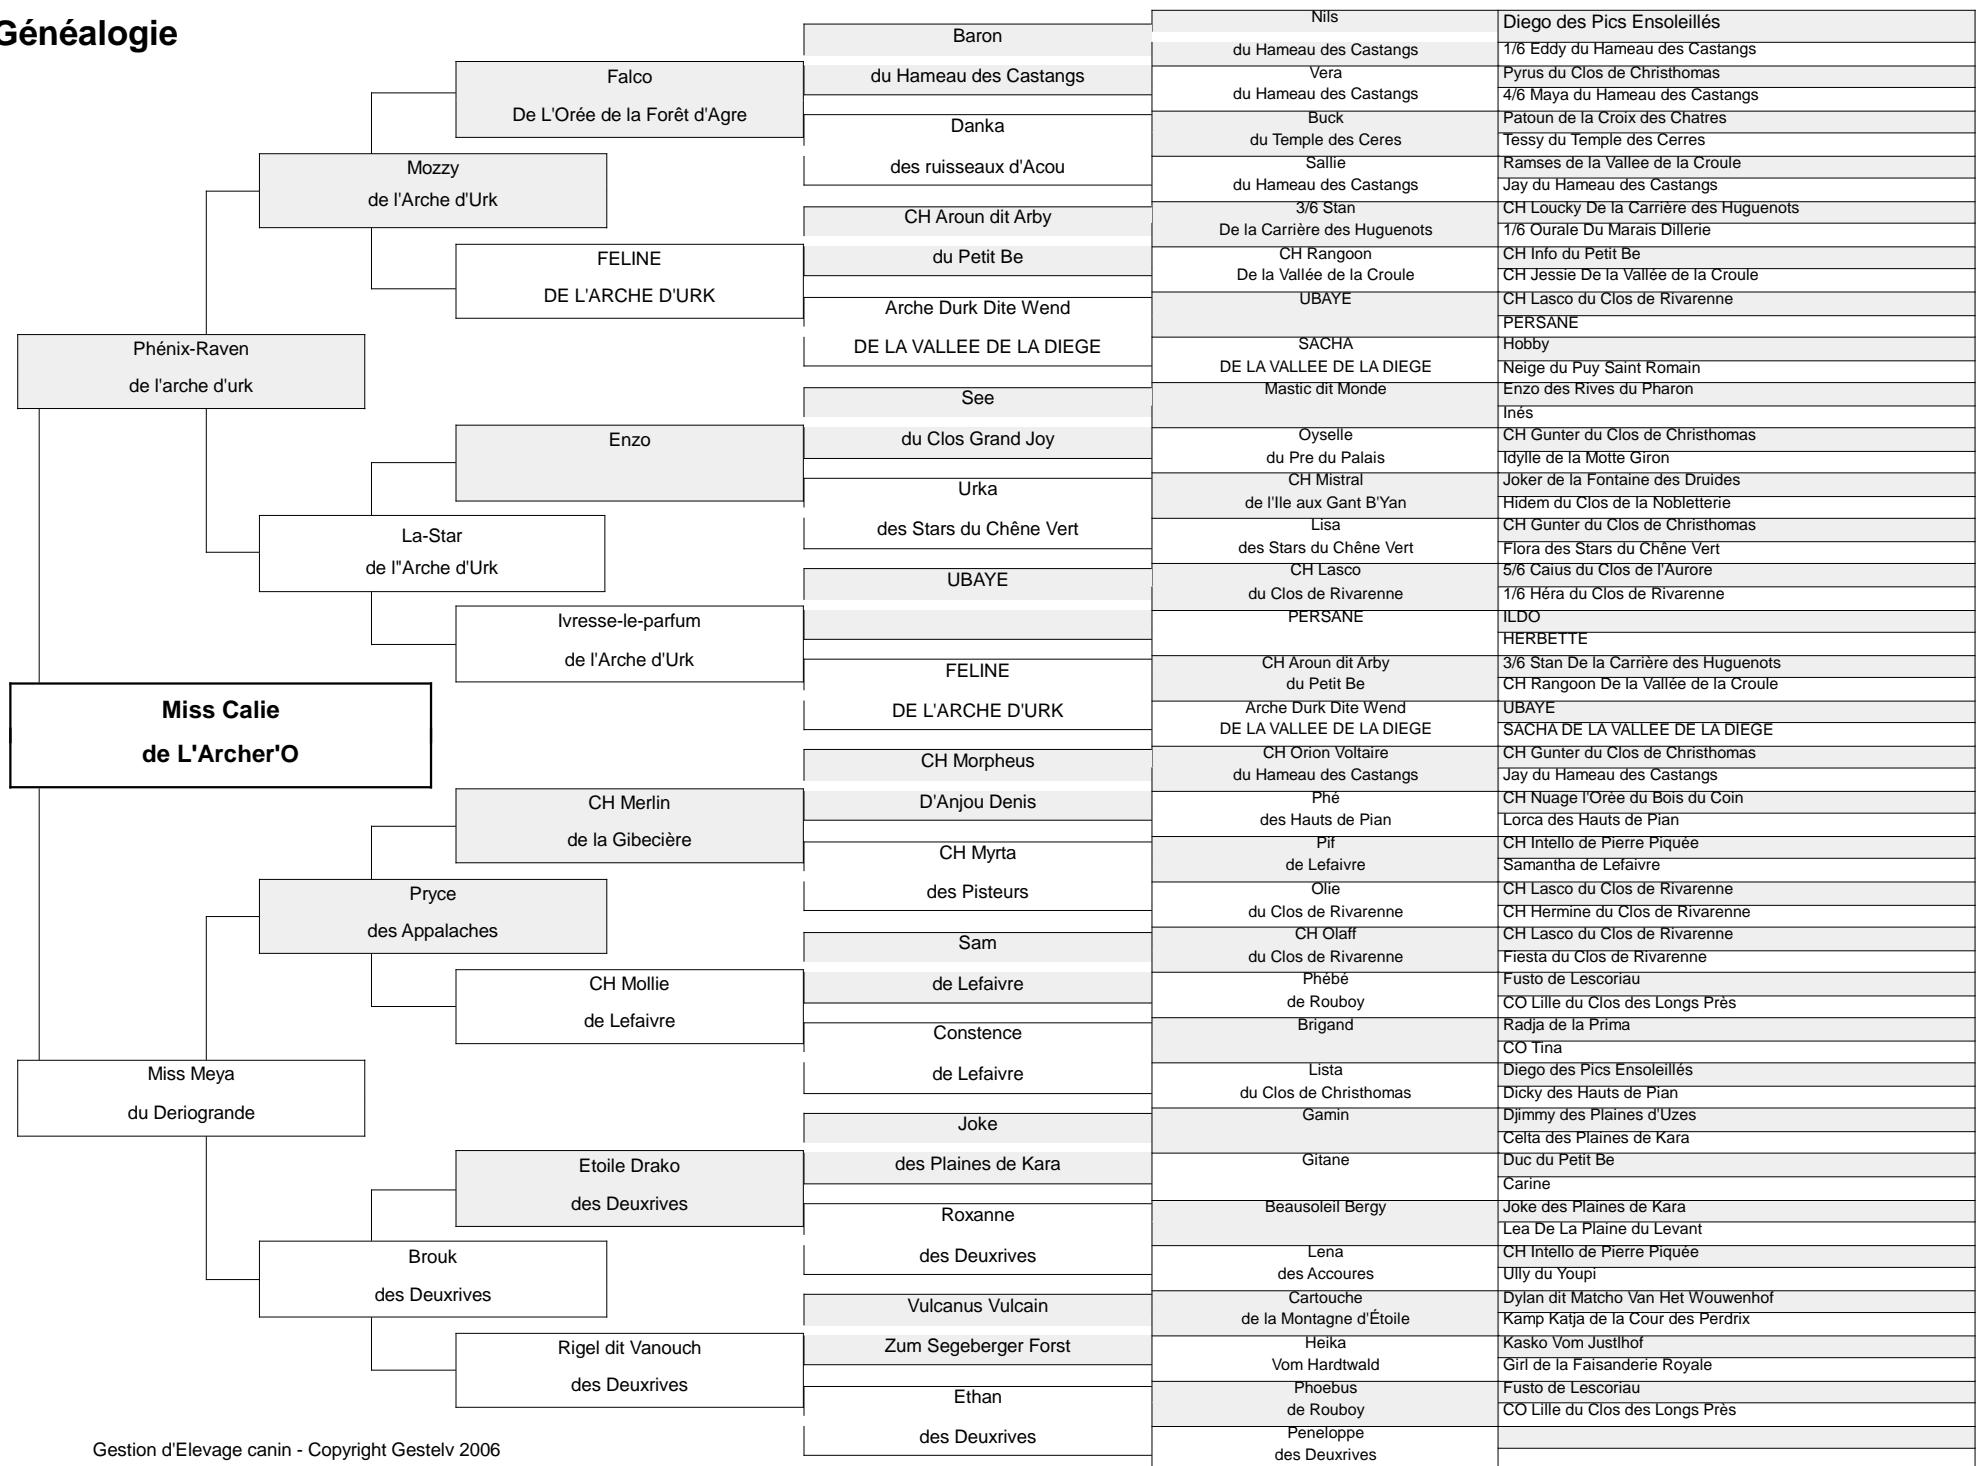 Généalogie
Phénix-Raven
de l'arche d'urk
Miss Calie
de L'Archer'O
Miss Meya
du Deriogrande
Mozzy
de l'Arche d'Urk
La-Star
de l''Arche d'Urk
Pryce
des Appalaches
Brouk
des Deuxrives
Falco
De L'Orée de la Forêt d'Agre
FELINE
DE L'ARCHE D'URK
Enzo
Ivresse-le-parfum
de l'Arche d'Urk
CH Merlin
de la Gibecière
CH Mollie
de Lefaivre
Etoile Drako
des Deuxrives
Rigel dit Vanouch
des Deuxrives
Baron
du Hameau des Castangs
Danka
des ruisseaux d'Acou
CH Aroun dit Arby
du Petit Be
Arche Durk Dite Wend
DE LA VALLEE DE LA DIEGE
See
du Clos Grand Joy
Urka
des Stars du Chêne Vert
UBAYE
FELINE
DE L'ARCHE D'URK
CH Morpheus
D'Anjou Denis
CH Myrta
des Pisteurs
Sam
de Lefaivre
Constence
de Lefaivre
Joke
des Plaines de Kara
Roxanne
des Deuxrives
Vulcanus Vulcain
Zum Segeberger Forst
Ethan
des Deuxrives
Nils
du Hameau des Castangs
Vera
du Hameau des Castangs
Buck
du Temple des Ceres
Sallie
du Hameau des Castangs
3/6 Stan
De la Carrière des Huguenots
CH Rangoon
De la Vallée de la Croule
UBAYE
SACHA
DE LA VALLEE DE LA DIEGE
Mastic dit Monde
Oyselle
du Pre du Palais
CH Mistral
de l'Ile aux Gant B'Yan
Lisa
des Stars du Chêne Vert
CH Lasco
du Clos de Rivarenne
PERSANE
CH Aroun dit Arby
du Petit Be
Arche Durk Dite Wend
DE LA VALLEE DE LA DIEGE
CH Orion Voltaire
du Hameau des Castangs
Phé
des Hauts de Pian
Pif
de Lefaivre
Olie
du Clos de Rivarenne
CH Olaff
du Clos de Rivarenne
Phébé
de Rouboy
Brigand
Lista
du Clos de Christhomas
Gamin
Gitane
Beausoleil Bergy
Lena
des Accoures
Cartouche
de la Montagne d'Étoile
Heika
Vom Hardtwald
Phoebus
de Rouboy
Peneloppe
des Deuxrives
Diego des Pics Ensoleillés
1/6 Eddy du Hameau des Castangs
Pyrus du Clos de Christhomas
4/6 Maya du Hameau des Castangs
Patoun de la Croix des Chatres
Tessy du Temple des Cerres
Ramses de la Vallee de la Croule
Jay du Hameau des Castangs
CH Loucky De la Carrière des Huguenots
1/6 Ourale Du Marais Dillerie
CH Info du Petit Be
CH Jessie De la Vallée de la Croule
CH Lasco du Clos de Rivarenne
PERSANE
Hobby
Neige du Puy Saint Romain
Enzo des Rives du Pharon
Inés
CH Gunter du Clos de Christhomas
Idylle de la Motte Giron
Joker de la Fontaine des Druides
Hidem du Clos de la Nobletterie
CH Gunter du Clos de Christhomas
Flora des Stars du Chêne Vert
5/6 Caius du Clos de l'Aurore
1/6 Héra du Clos de Rivarenne
ILDO
HERBETTE
3/6 Stan De la Carrière des Huguenots
CH Rangoon De la Vallée de la Croule
UBAYE
SACHA DE LA VALLEE DE LA DIEGE
CH Gunter du Clos de Christhomas
Jay du Hameau des Castangs
CH Nuage l'Orèe du Bois du Coin
Lorca des Hauts de Pian
CH Intello de Pierre Piquée
Samantha de Lefaivre
CH Lasco du Clos de Rivarenne
CH Hermine du Clos de Rivarenne
CH Lasco du Clos de Rivarenne
Fiesta du Clos de Rivarenne
Fusto de Lescoriau
CO Lille du Clos des Longs Près
Radja de la Prima
CO Tina
Diego des Pics Ensoleillés
Dicky des Hauts de Pian
Djimmy des Plaines d'Uzes
Celta des Plaines de Kara
Duc du Petit Be
Carine
Joke des Plaines de Kara
Lea De La Plaine du Levant
CH Intello de Pierre Piquée
Ully du Youpi
Dylan dit Matcho Van Het Wouwenhof
Kamp Katja de la Cour des Perdrix
Kasko Vom Justlhof
Girl de la Faisanderie Royale
Fusto de Lescoriau
CO Lille du Clos des Longs Près
Gestion d'Elevage canin - Copyright Gestelv 2006